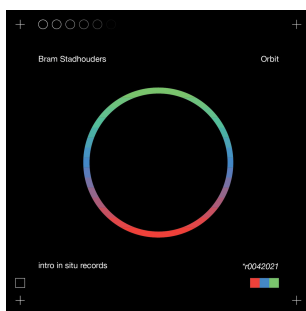 Bram Stadhouders
Orbit
intro in situ records
*r0042021